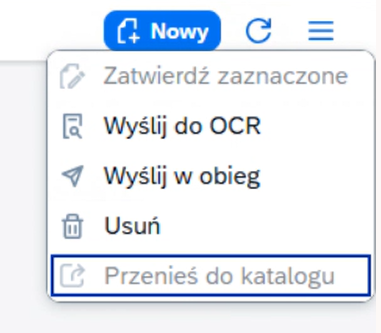 Nowy
Zatwierdź zaznaczone
Wyślij do OCR
Wyślij w obieg
Usuń
Przenieś do katalogu